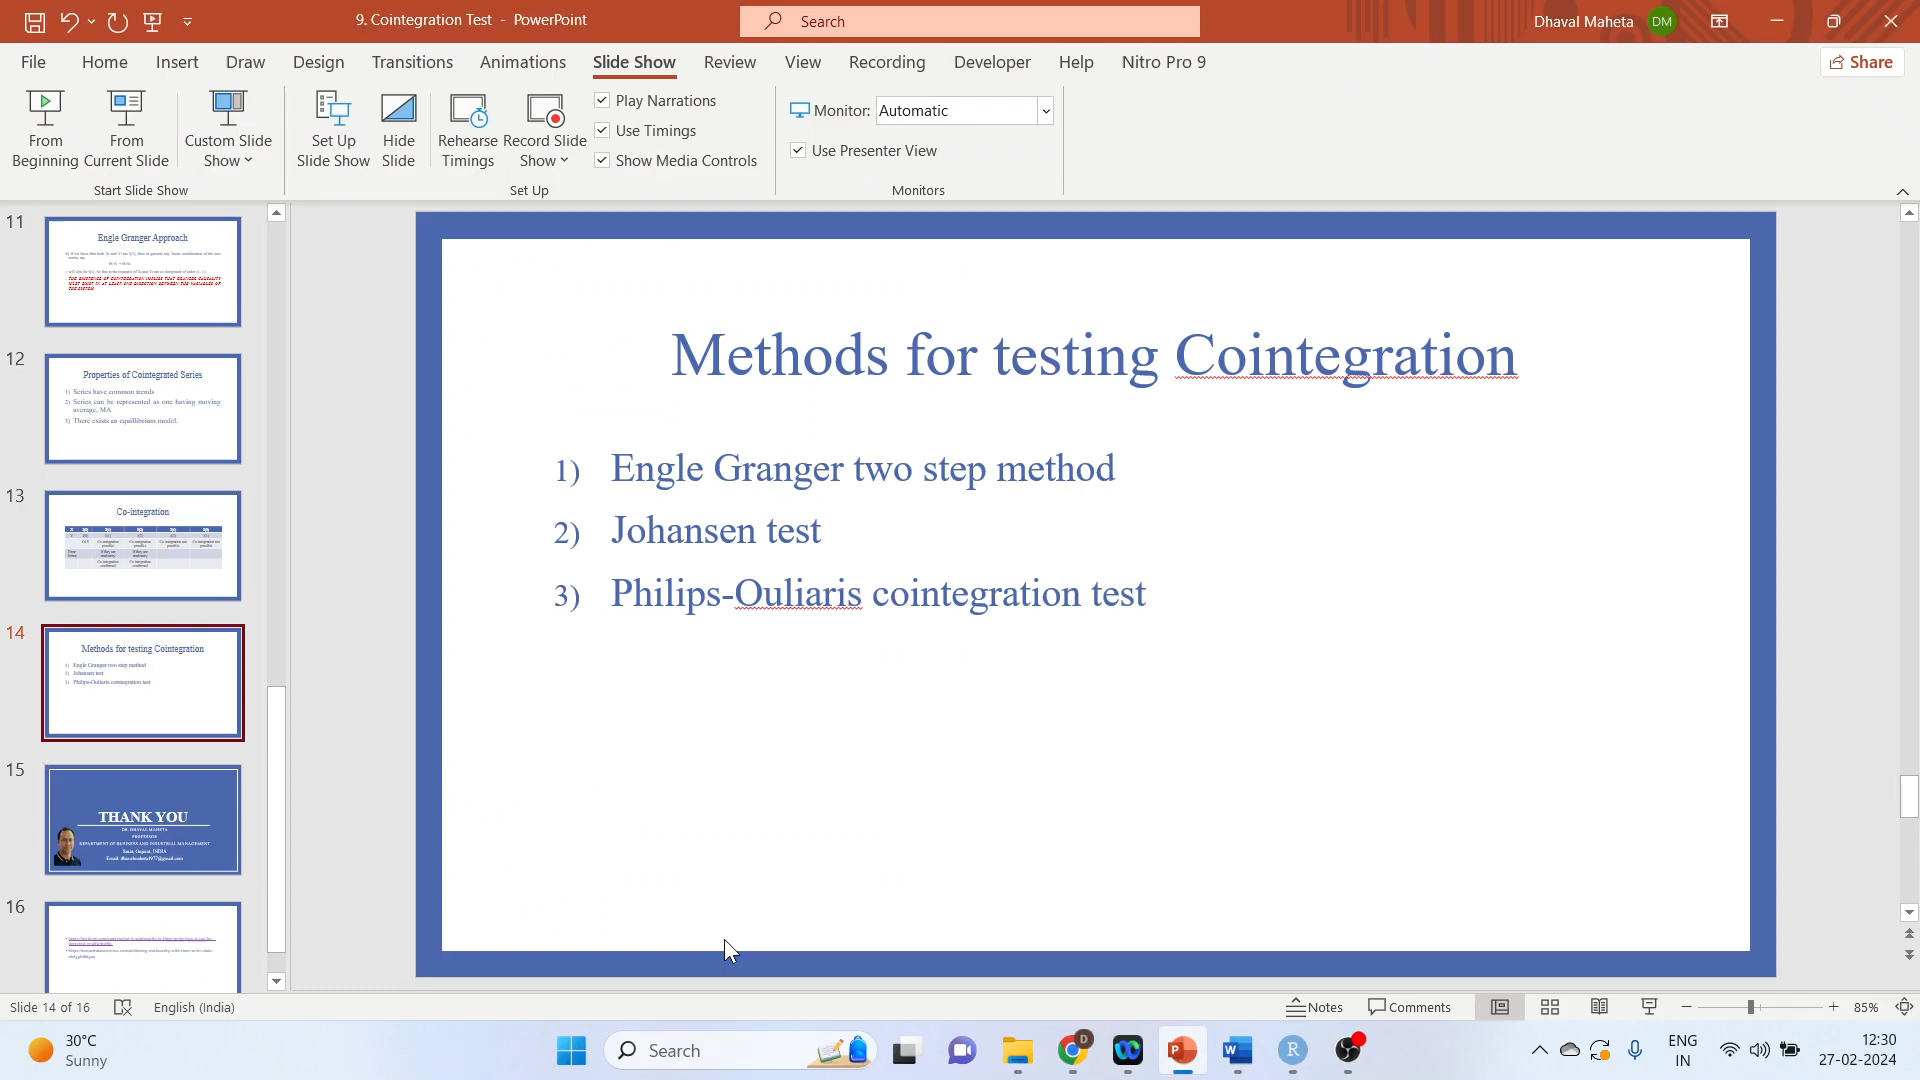 9. Cointegration Test - PowerPoint
Search
Dhaval Maheta DM
File Home Insert Draw Design Transitions Animations Slide Show Review View Recording Developer Help Nitro Pro 9
Share
From Beginning
From Current Slide
Custom Slide Show
Set Up Slide Show
Hide Slide
Rehearse Timings
Record Slide Show
Play Narrations
Use Timings
Show Media Controls
Monitor: Automatic
Use Presenter View
Start Slide Show
Set Up
Monitors
11
Engle Granger Approach
12
Properties of Cointegrated Series
1) Series have common trends
2) Series can be represented as one having moving
average, MA
3) There exists an equillibrium model.
13
Co-integration
14
Methods for testing Cointegration
1) Engle Granger two step method
2) Johansen test
3) Philips-Ouliaris cointegration test
15
THANK YOU
DR. DHAVAL MAHETA
PROFESSOR
DEPARTMENT OF BUSINESS AND INDUSTRIAL MANAGEMENT
Surat, Gujarat, INDIA
16
Methods for testing Cointegration
1) Engle Granger two step method
2) Johansen test
3) Philips-Ouliaris cointegration test
Slide 14 of 16
English (India)
Notes
Comments
85%
30°C
Sunny
Search
ENG
IN
12:30
27-02-2024